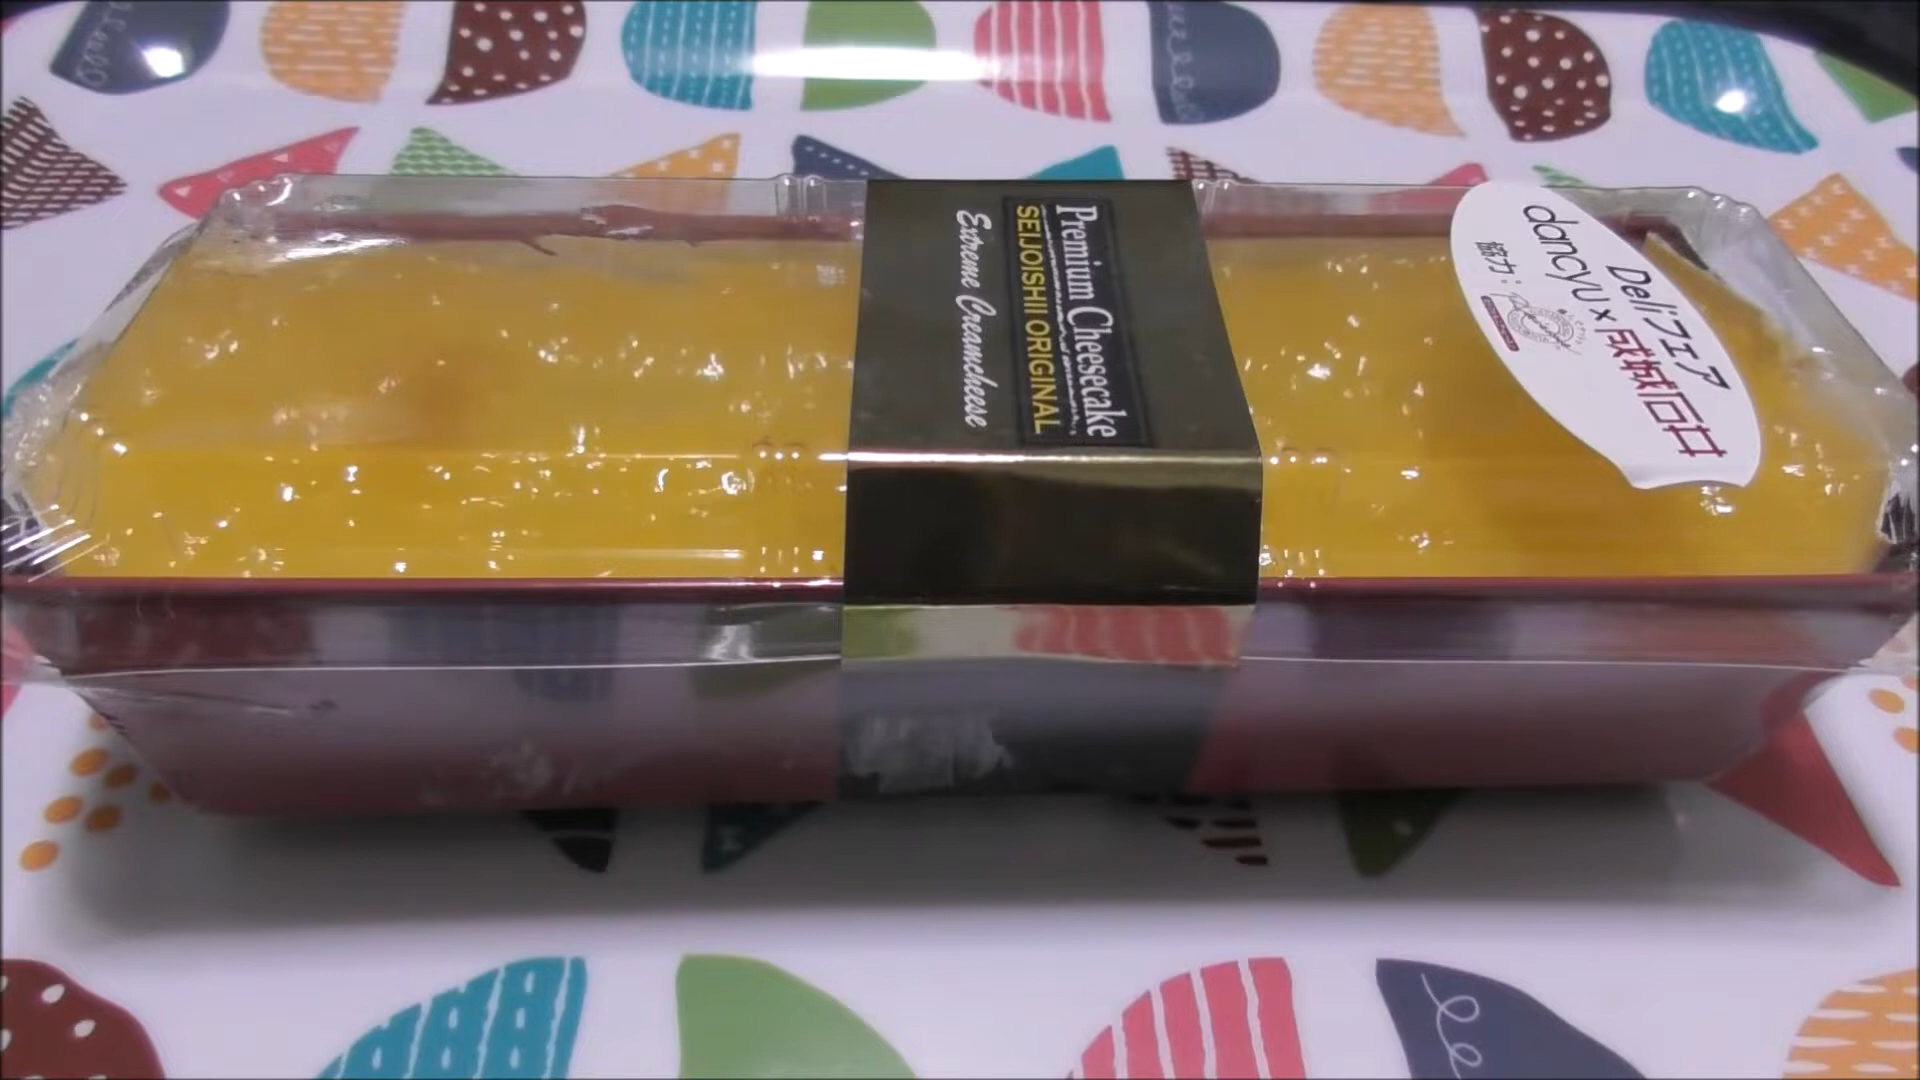 Premium Cheesecake
SEIJOISHII ORIGINAL
Extreme Creamcheese
Deliフェア
dancyu×成城石井
協力: